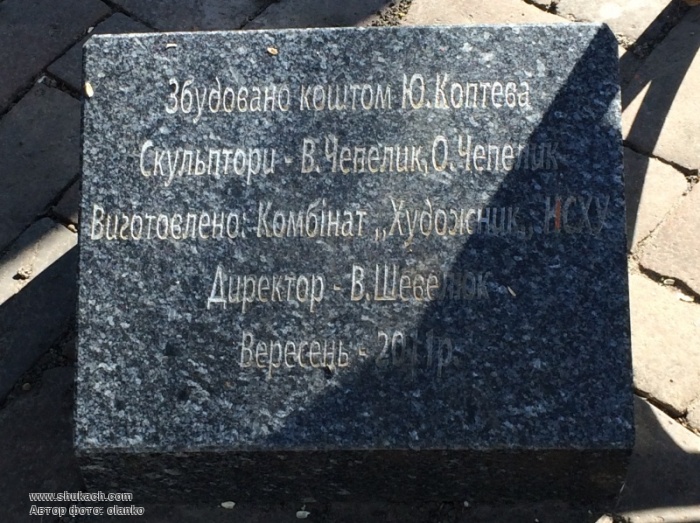 Збудовано коштом Ю.Коптева
Скульптори - В.Чепелик,О.Чепелик
Виготовлено: Комбінат ,,Художник,, НСХУ
Директор - В.Шевелюк
Вересень - 2011р.
www.shukach.com
Автор фото: olanko